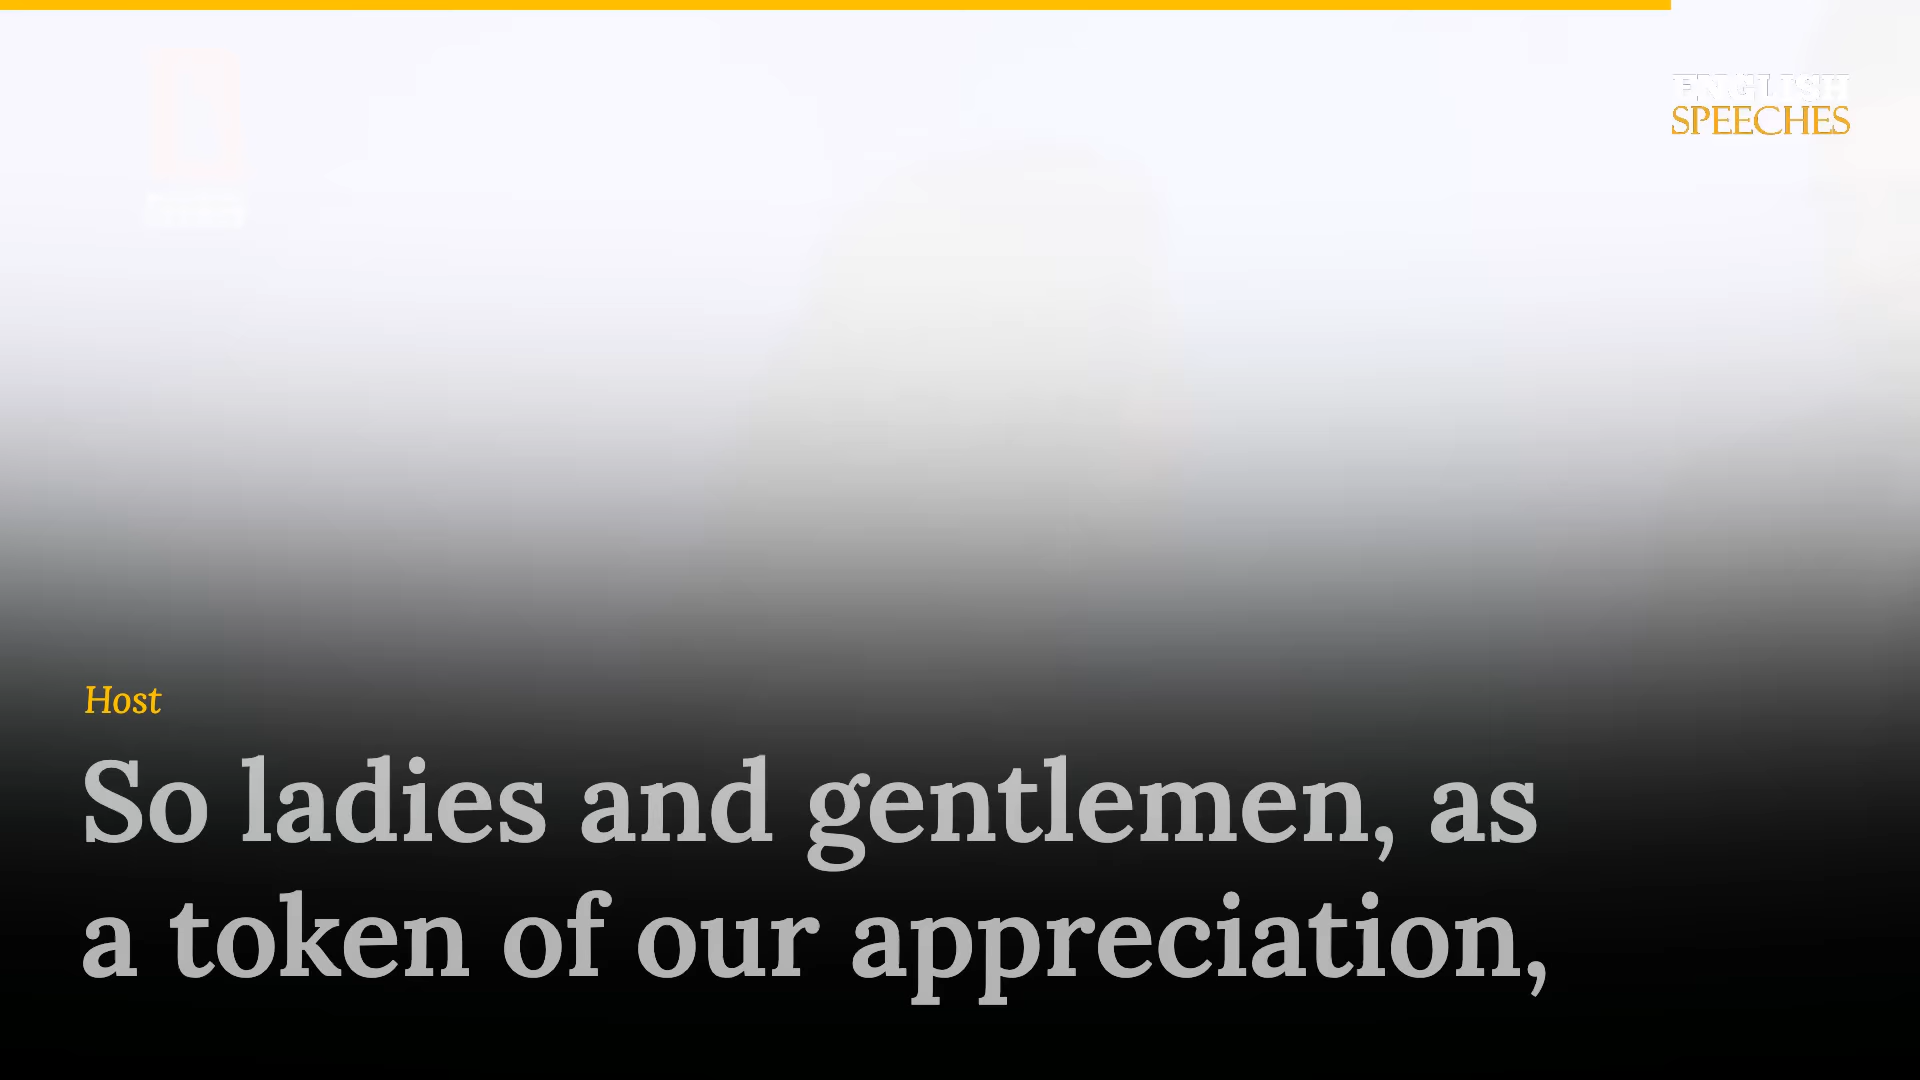 ENGLISH
SPEECHES
Host
So ladies and gentlemen, as
a token of our appreciation,